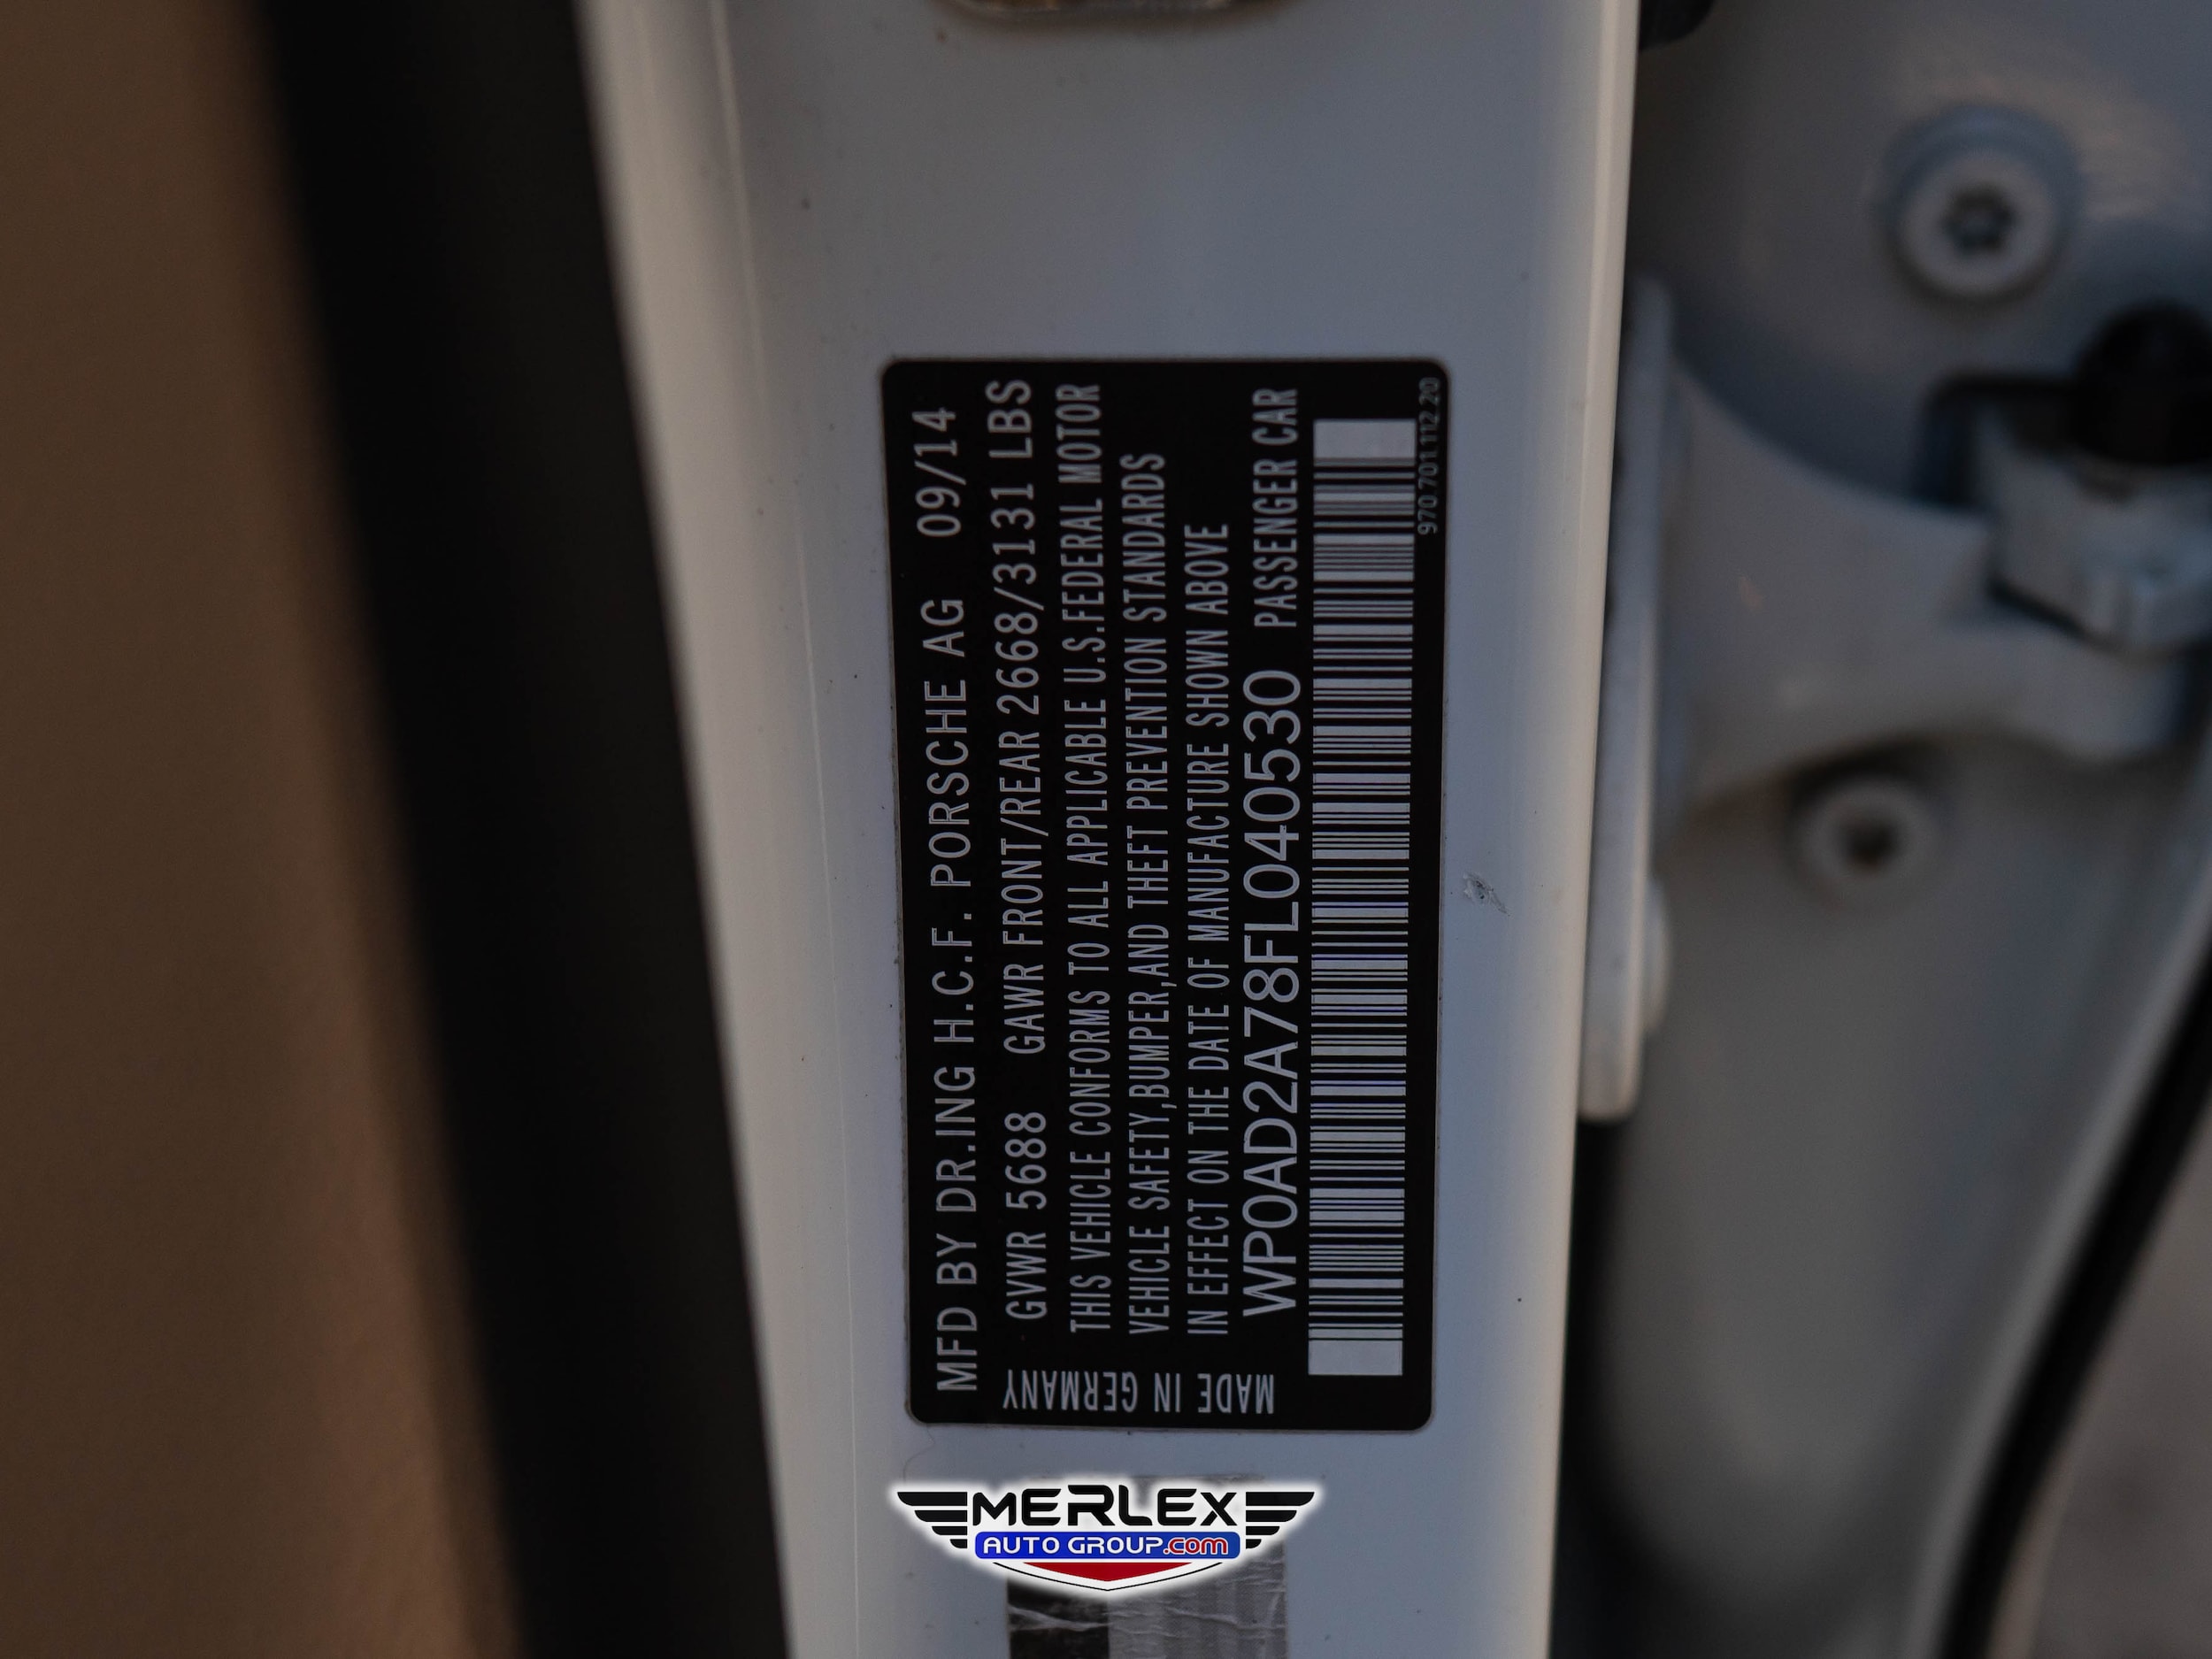 MFD BY DR.ING H.C.F. PORSCHE AG 09/14
GVWR 5688 GAWR FRONT/REAR 2668/3131 LBS
THIS VEHICLE CONFORMS TO ALL APPLICABLE U.S.FEDERAL MOTOR
VEHICLE SAFETY,BUMPER,AND THEFT PREVENTION STANDARDS
IN EFFECT ON THE DATE OF MANUFACTURE SHOWN ABOVE
WP0AD2A78FL040530 PASSENGER CAR
970.701.112.20
MADE IN GERMANY
MERLEX
AUTO GROUP.com